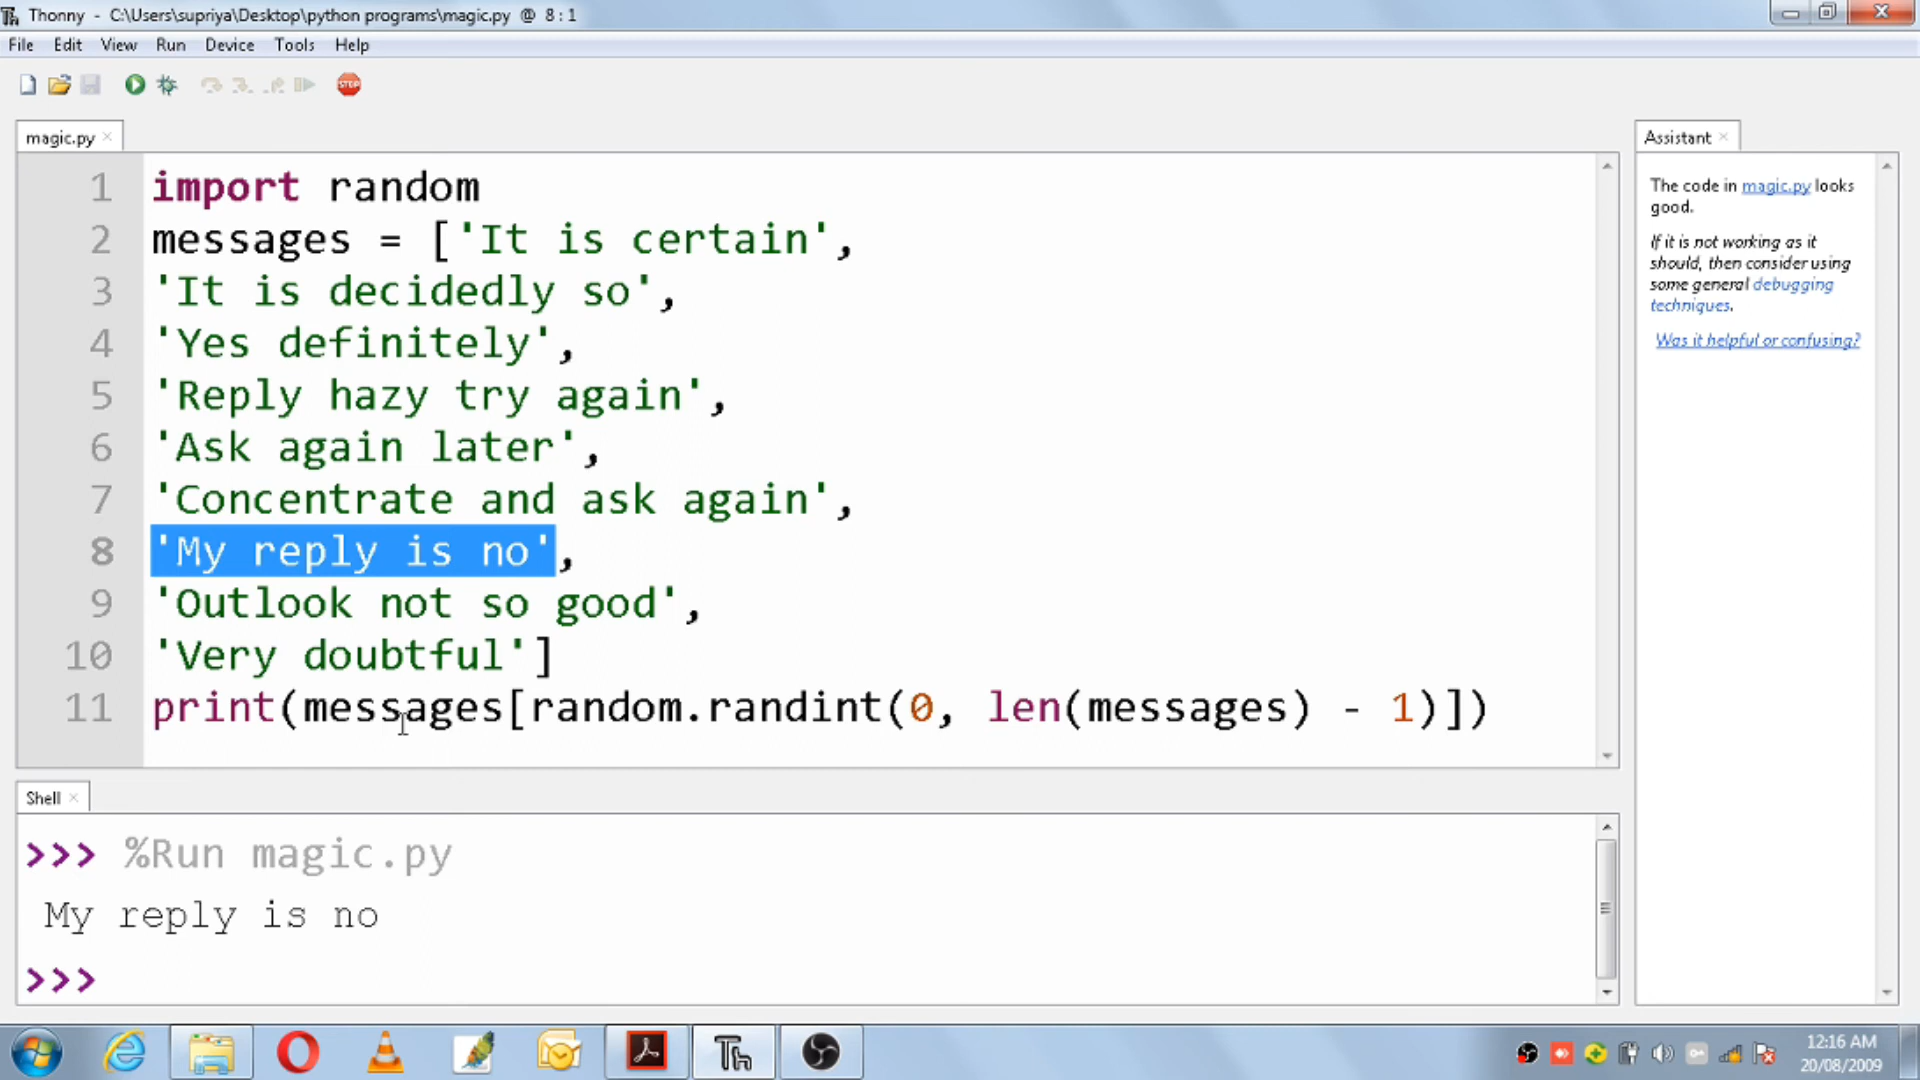 Thonny - C:\Users\supriya\Desktop\python programs\magic.py @ 8:1
File Edit View Run Device Tools Help
STOP
magic.py ×
1 import random
2 messages = ['It is certain',
3 'It is decidedly so',
4 'Yes definitely',
5 'Reply hazy try again',
6 'Ask again later',
7 'Concentrate and ask again',
8 'My reply is no',
9 'Outlook not so good',
10 'Very doubtful']
11 print(messages[random.randint(0, len(messages) - 1)])
Shell ×
>>> %Run magic.py
My reply is no
>>>
Assistant ×
The code in magic.py looks
good.
If it is not working as it
should, then consider using
some general debugging
techniques.
Was it helpful or confusing?
12:16 AM
20/08/2009